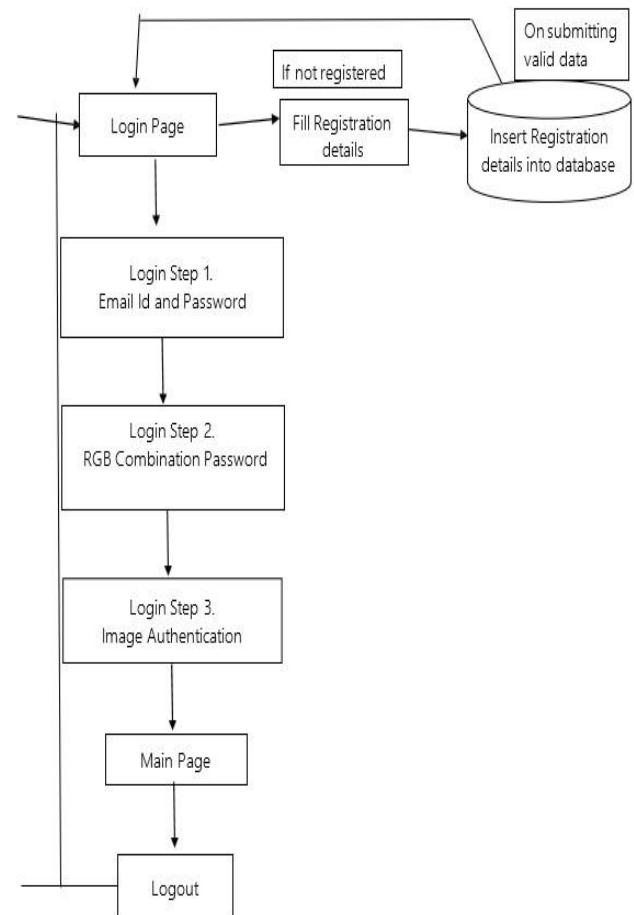 On submitting
valid data
If not registered
Login Page
Fill Registration
details
Insert Registration
details into database
Login Step 1.
Email Id and Password
Login Step 2.
RGB Combination Password
Login Step 3.
Image Authentication
Main Page
Logout